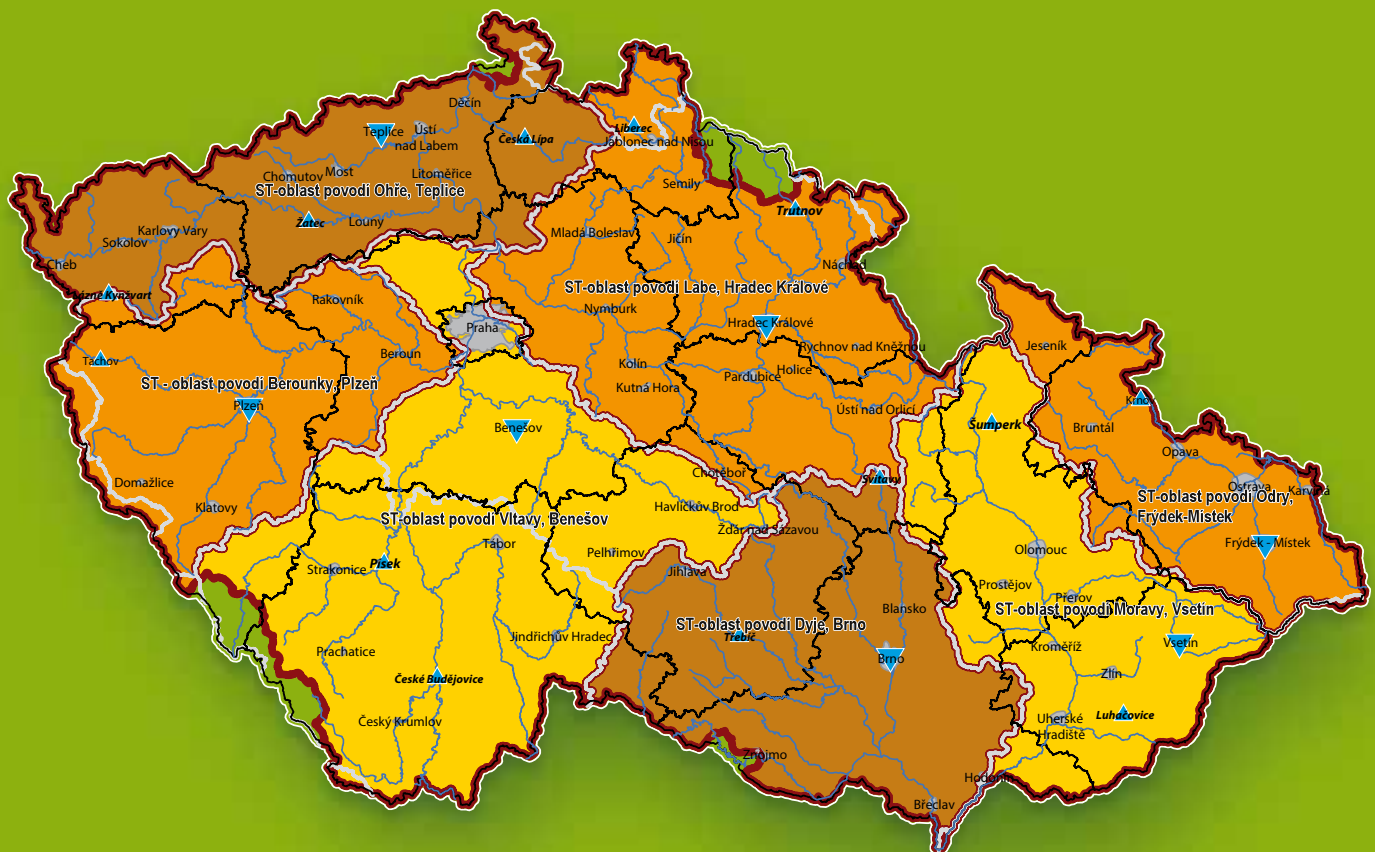 Děčín
Teplice
Ústí
nad Labem
Česká Lípa
Liberec
Jablonec nad Nisou
Chomutov
Most
Litoměřice
Semily
ST-oblast povodí Ohře, Teplice
Žatec
Louny
Trutnov
Karlovy Vary
Sokolov
Mladá Boleslav
Jičín
Cheb
Náchod
Lázně Kynžvart
Rakovník
ST-oblast povodí Labe, Hradec Králové
Nymburk
Praha
Hradec Králové
Rychnov nad Kněžnou
Jeseník
Tachov
Beroun
Kolín
Holice
Pardubice
ST - oblast povodí Berounky, Plzeň
Kutná Hora
Plzeň
Ústí nad Orlicí
Krnov
Benešov
Šumperk
Bruntál
Opava
Domažlice
Chotěboř
Svitavy
Ostrava
Karviná
Klatovy
Havlíčkův Brod
ST-oblast povodí Odry,
Frýdek-Místek
ST-oblast povodí Vltavy, Benešov
Žďár nad Sázavou
Tábor
Pelhřimov
Olomouc
Frýdek - Místek
Písek
Strakonice
Jihlava
Prostějov
Přerov
Blansko
ST-oblast povodí Moravy, Vsetín
ST-oblast povodí Dyje, Brno
Třebíč
Jindřichův Hradec
Prachatice
Brno
Kroměříž
Vsetín
České Budějovice
Zlín
Český Krumlov
Uherské
Hradiště
Luhačovice
Znojmo
Hodonín
Břeclav